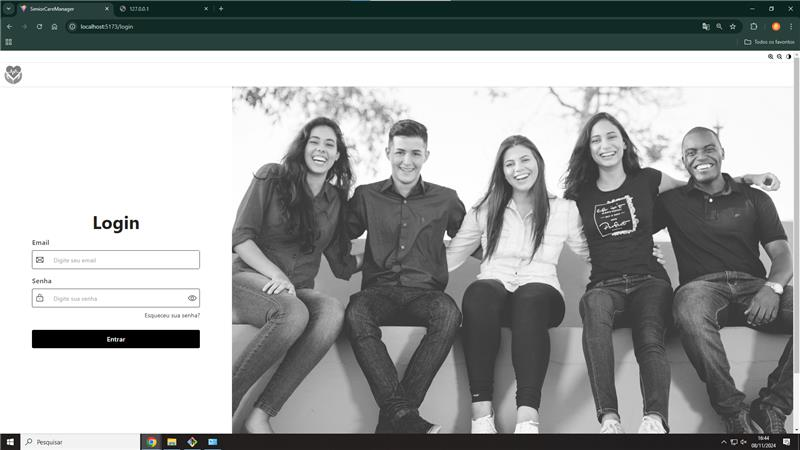 SeniorCareManager
127.0.0.1
localhost:5173/login
Todos os favoritos
Login
Email
Digite seu email
Senha
Digite sua senha
Esqueceu sua senha?
Entrar
Pesquisar
16:44
08/11/2024